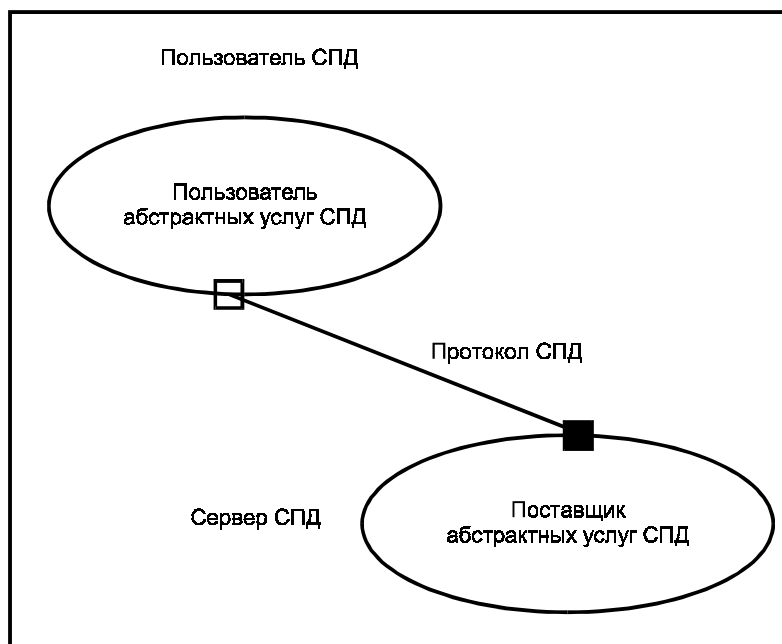 Пользователь СПД
Пользователь
абстрактных услуг СПД
Протокол СПД
Сервер СПД
Поставщик
абстрактных услуг СПД